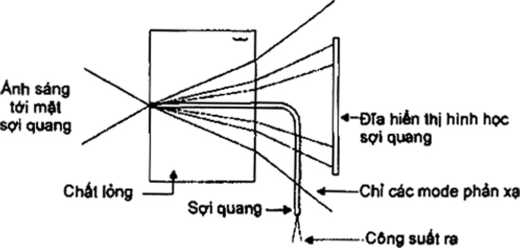 Ánh sáng
tới mặt
sợi quang
Đĩa hiển thị hình học
sợi quang
Chất lỏng
Sợi quang
Chỉ các mode phản xạ
Công suất ra